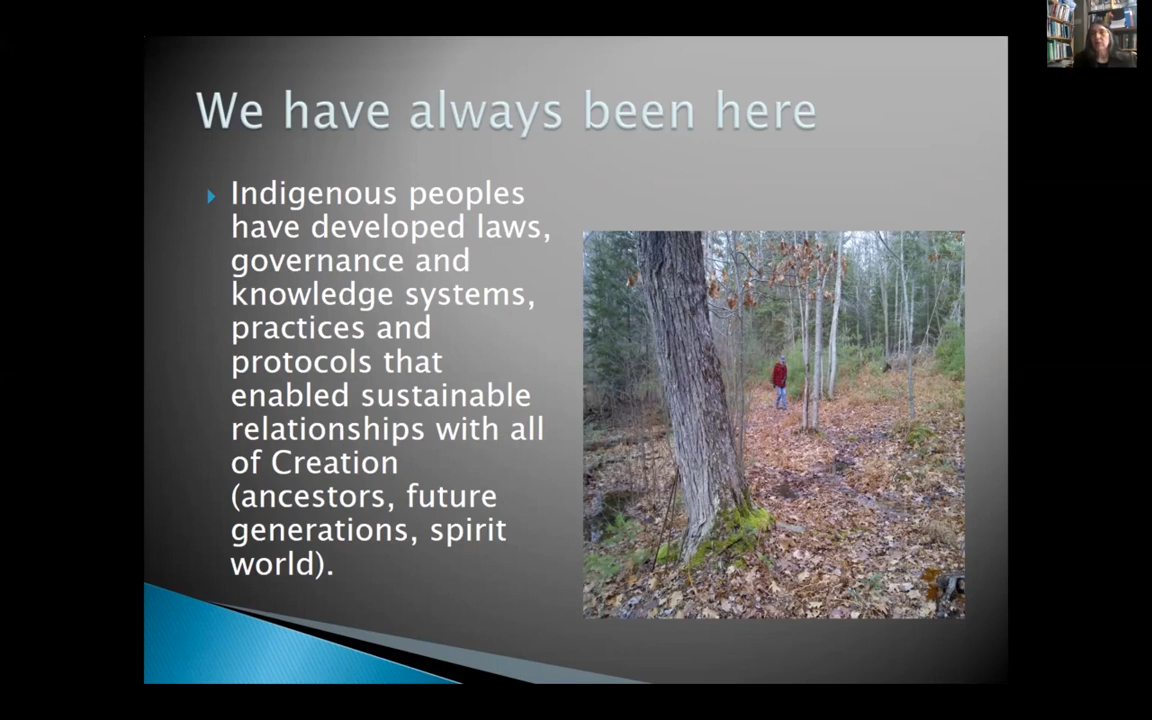 We have always been here
Indigenous peoples
have developed laws,
governance and
knowledge systems,
practices and
protocols that
enabled sustainable
relationships with all
of Creation
(ancestors, future
generations, spirit
world).